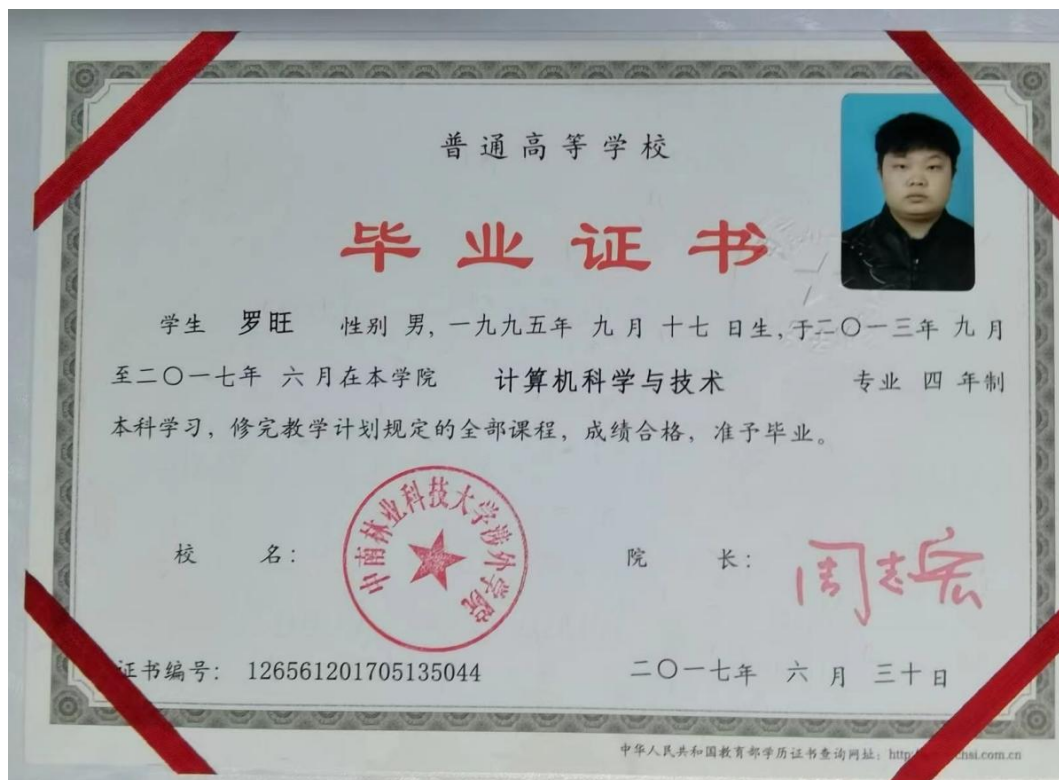 普通高等学校
毕业证书
学生 罗旺 性别 男，一九九五年 九 月 十七 日生，于二〇一三年 九 月
至二〇一七年 六 月在本学院 计算机科学与技术 专业 四 年制
本科学习，修完教学计划规定的全部课程，成绩合格，准予毕业。
中南林业科技大学涉外学院
校 名： 院 长： 周志宏
证书编号： 126561201705135044 二〇一七年 六 月 三十 日
中华人民共和国教育部学历证书查询网址：http chsi.com.cn